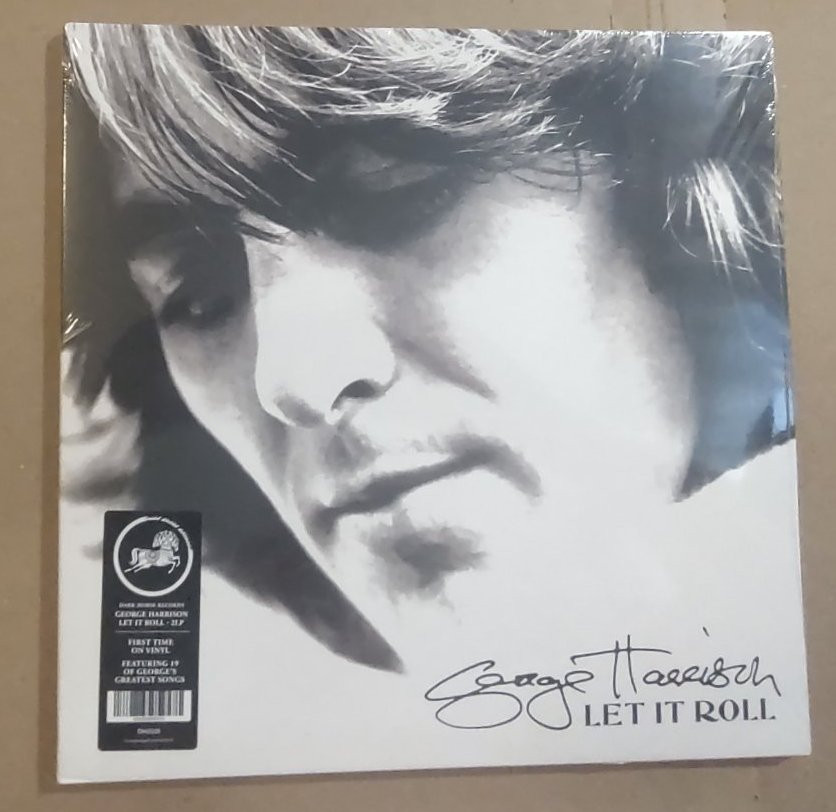 DARK HORSE RECORDS
GEORGE HARRISON
LET IT ROLL - 2LP
FIRST TIME
ON VINYL
FEATURING 19
OF GEORGE'S
GREATEST SONGS
George Harrison
LET IT ROLL